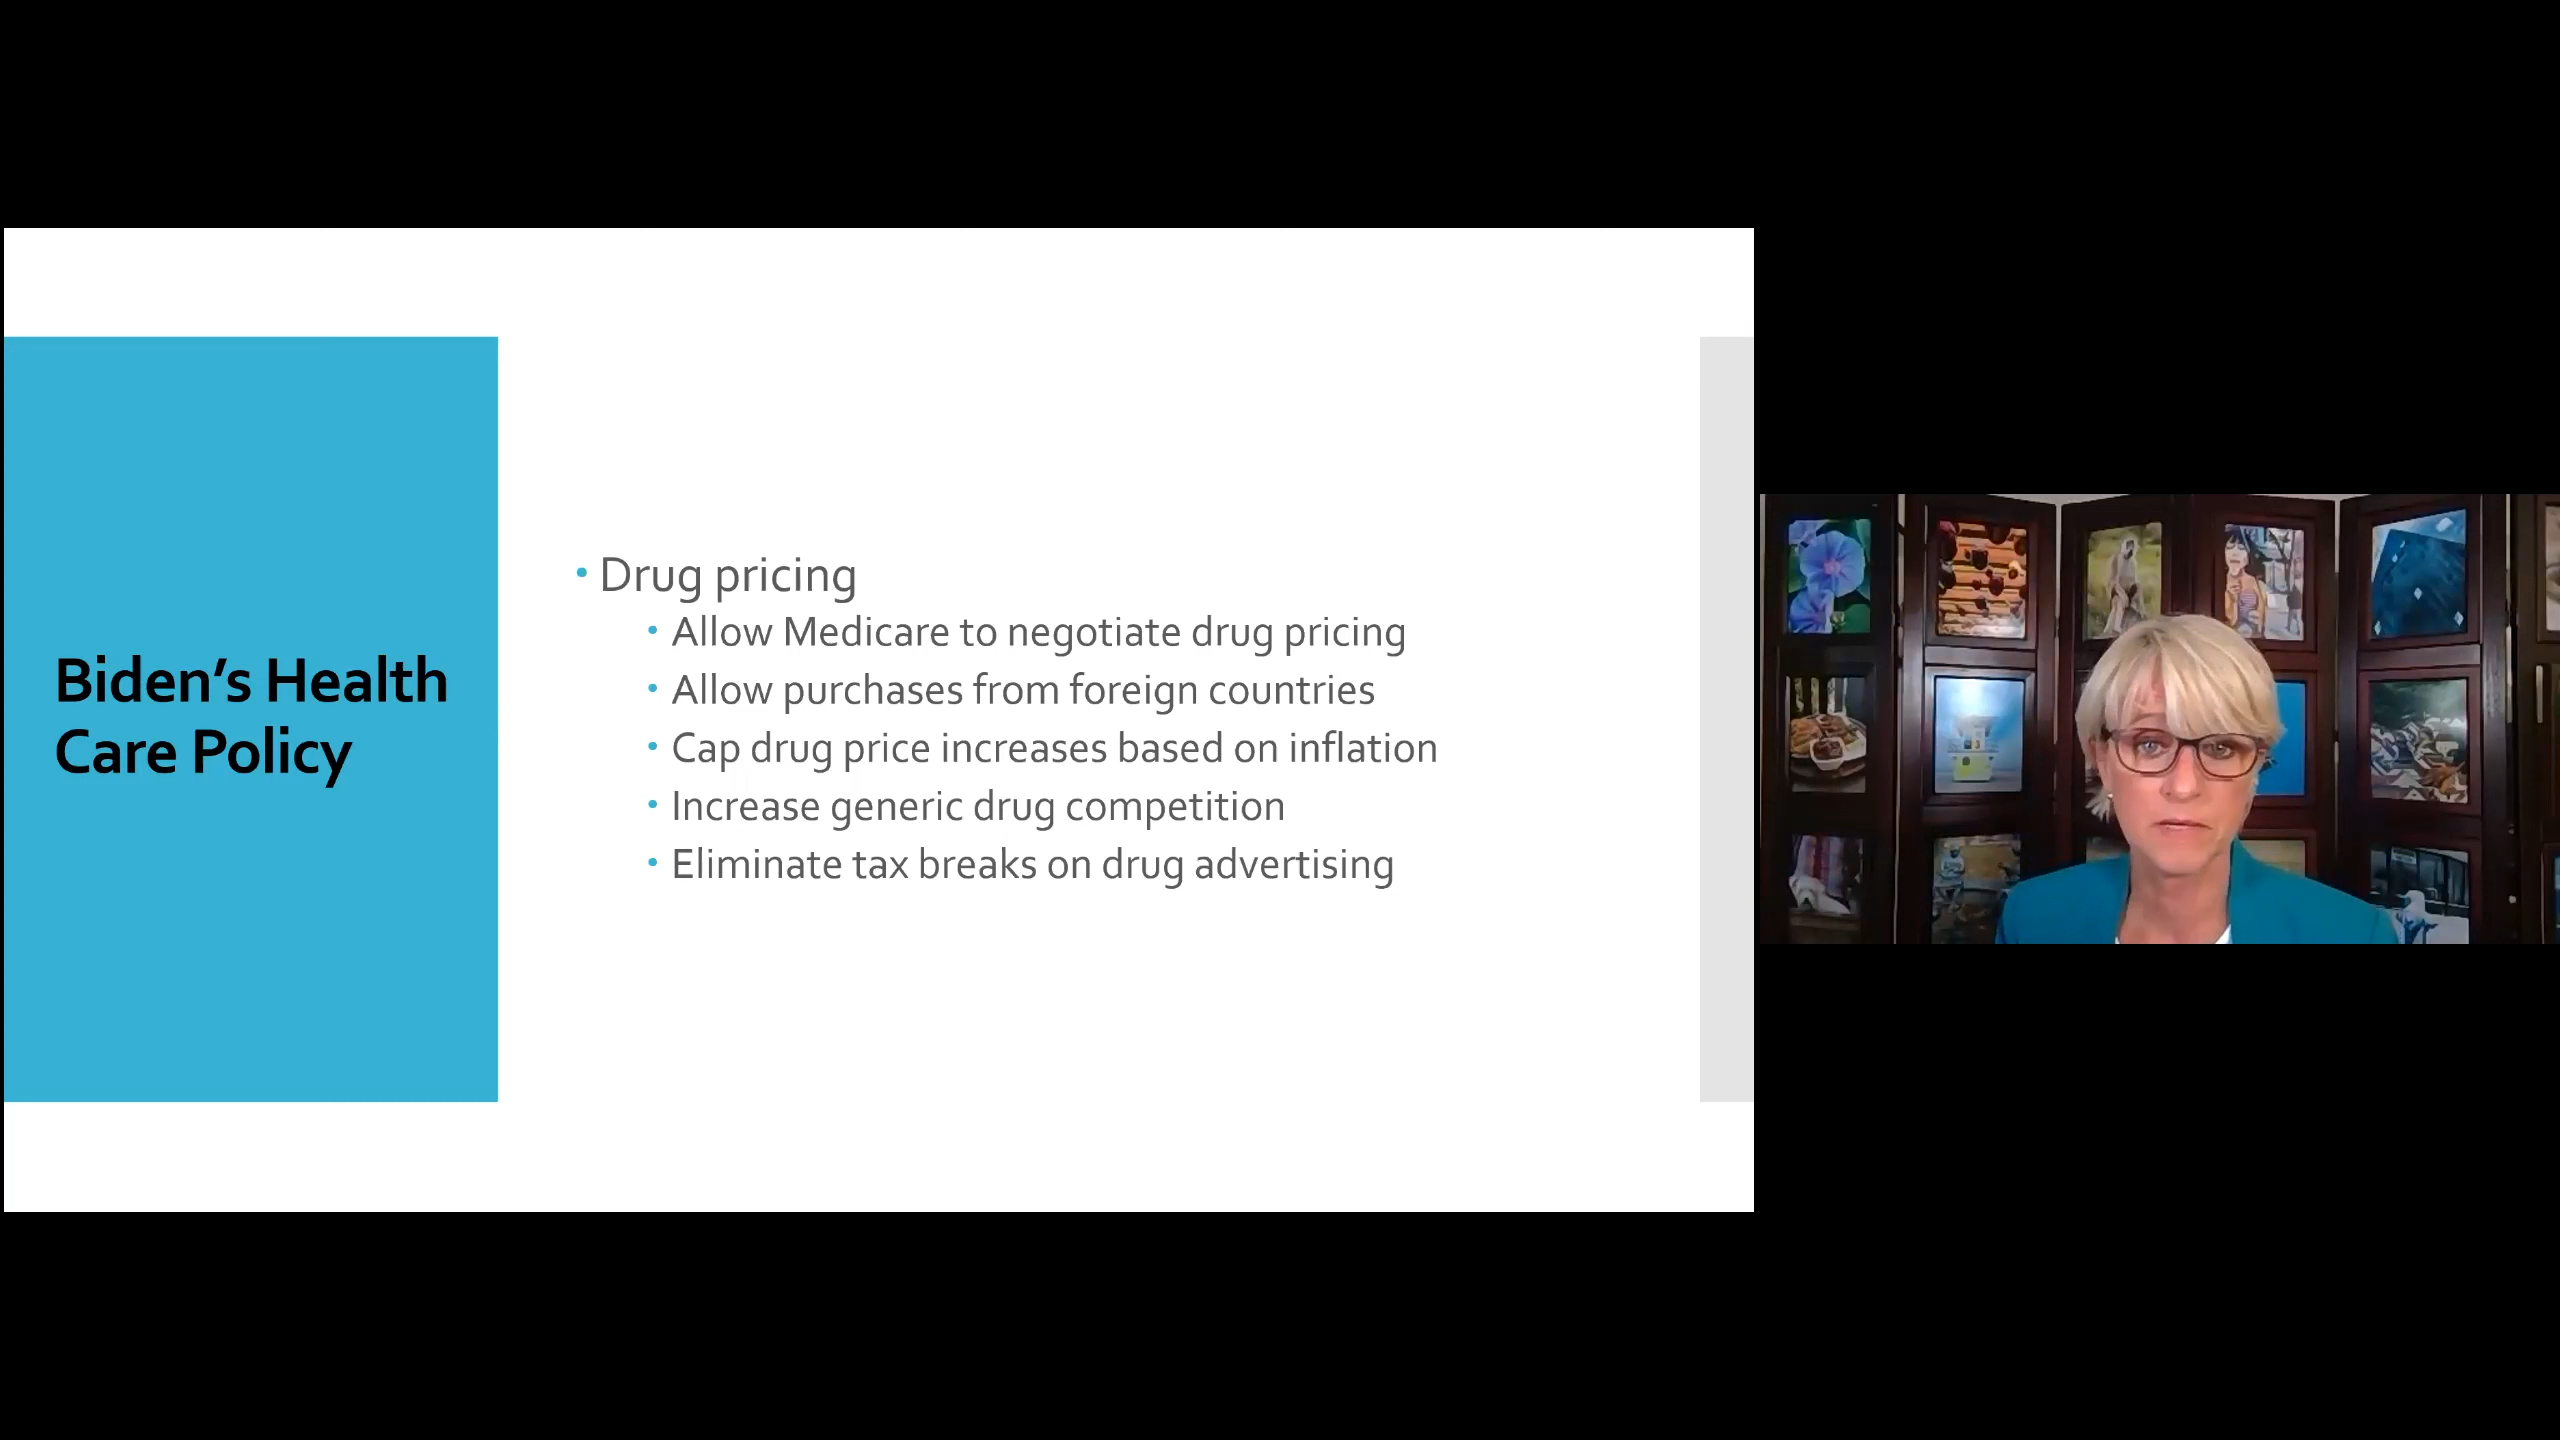 Biden’s Health
Care Policy
• Drug pricing
• Allow Medicare to negotiate drug pricing
• Allow purchases from foreign countries
• Cap drug price increases based on inflation
• Increase generic drug competition
• Eliminate tax breaks on drug advertising